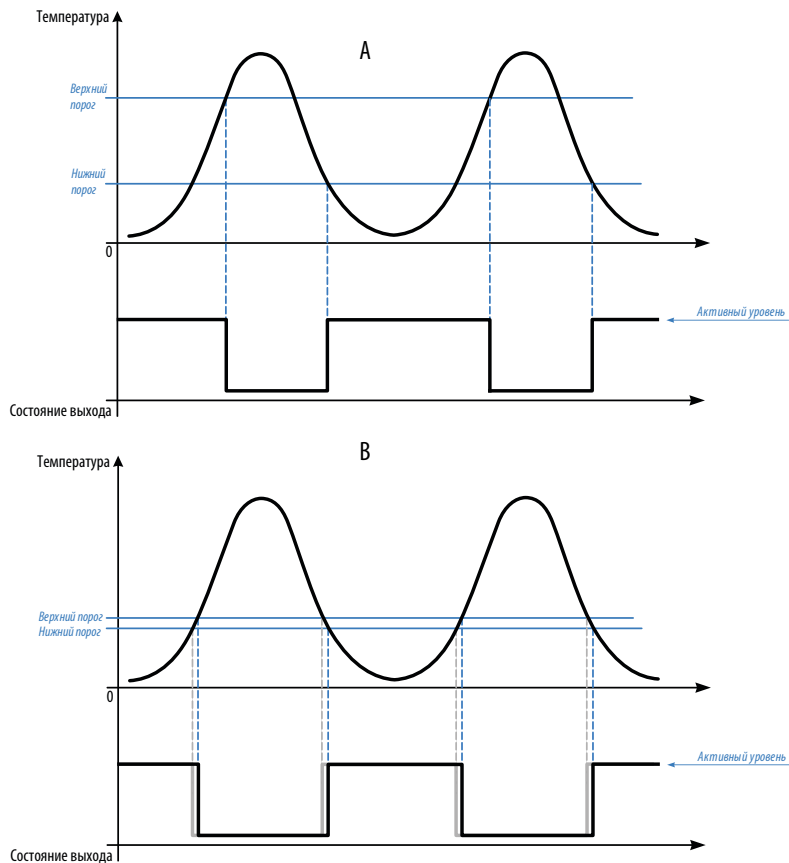 Температура
А
Верхний
порог
Нижний
порог
0
Активный уровень
Состояние выхода
В
Температура
Верхний порог
Нижний порог
0
Активный уровень
Состояние выхода